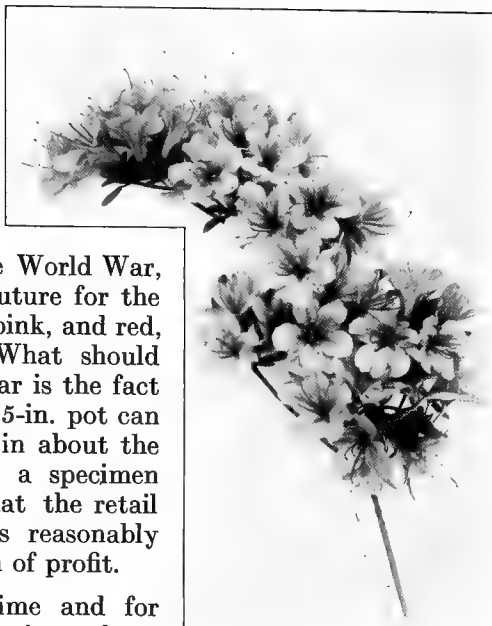 World War,
uture for the
pink, and red,
What should
ar is the fact
5-in. pot can
in about the
a specimen
at the retail
s reasonably
of profit.
ime and for